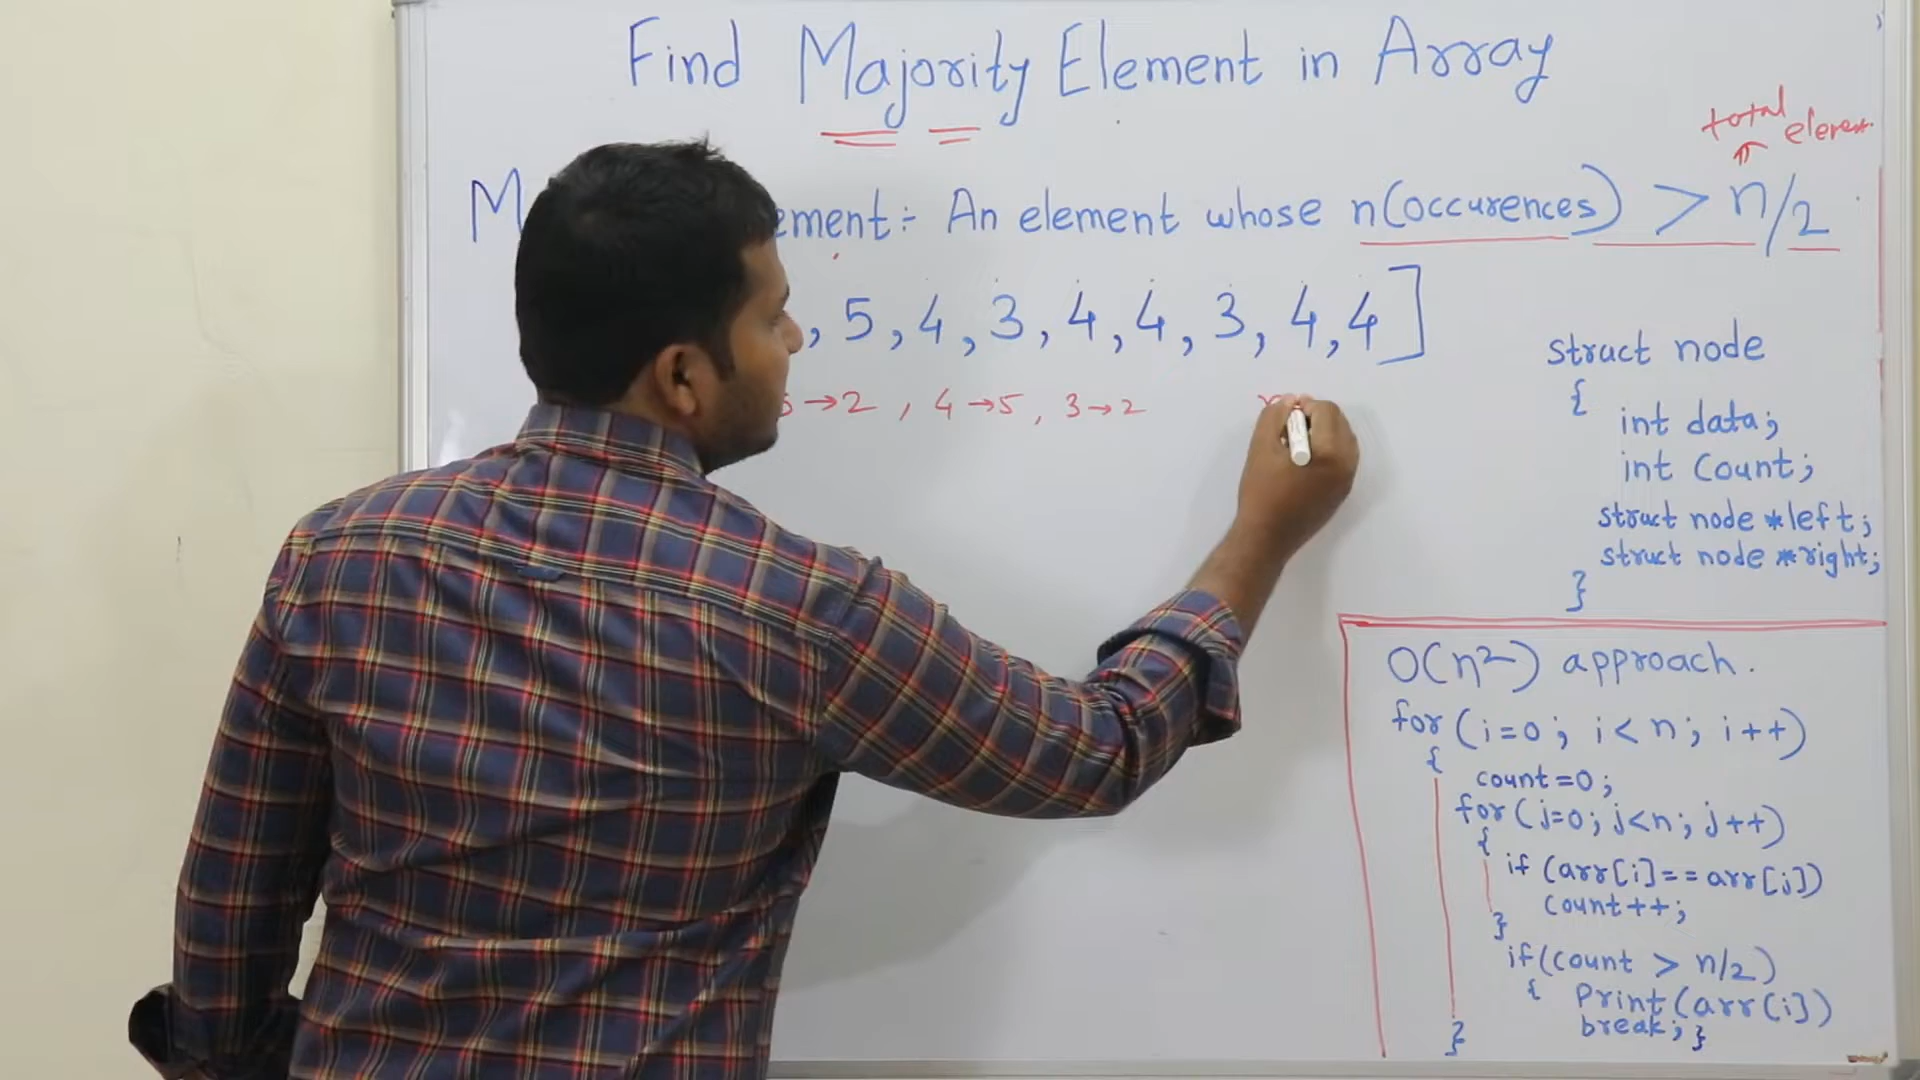 Find Majority Element in Array
total
element
ement:- An element whose n(occurences) > n/2
, 5, 4, 3, 4, 4, 3, 4, 4]
5→2, 4→5, 3→2
struct node
{
int data;
int Count;
struct node *left;
struct node *right;
}
O(n²) approach.
for (i=0; i<n; i++)
{
count=0;
for (j=0; j<n; j++)
{
if (arr[i]==arr[j])
count++;
}
if(count > n/2)
{ Print(arr[i])
break; }
}